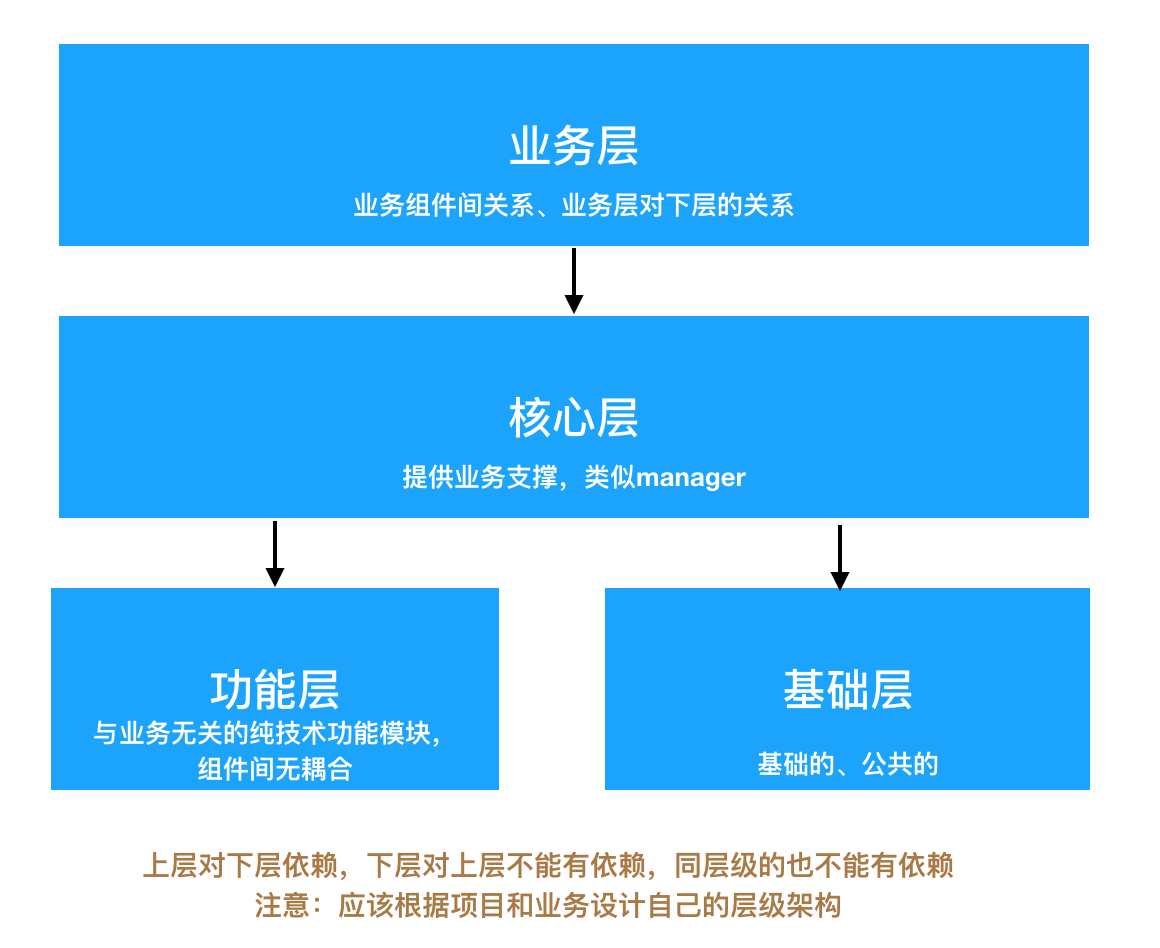 业务层
业务组件间关系、业务层对下层的关系
核心层
提供业务支撑，类似manager
功能层
与业务无关的纯技术功能模块，
组件间无耦合
基础层
基础的、公共的
上层对下层依赖，下层对上层不能有依赖，同层级的也不能有依赖
注意：应该根据项目和业务设计自己的层级架构